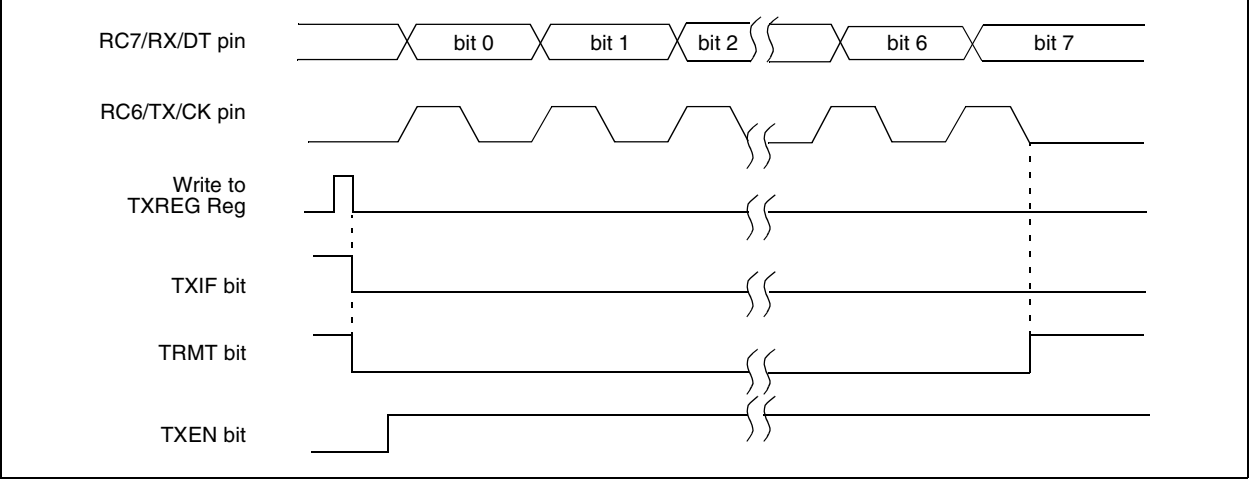 RC7/RX/DT pin
bit 0
bit 1
bit 2
bit 6
bit 7
RC6/TX/CK pin
Write to
TXREG Reg
TXIF bit
TRMT bit
TXEN bit